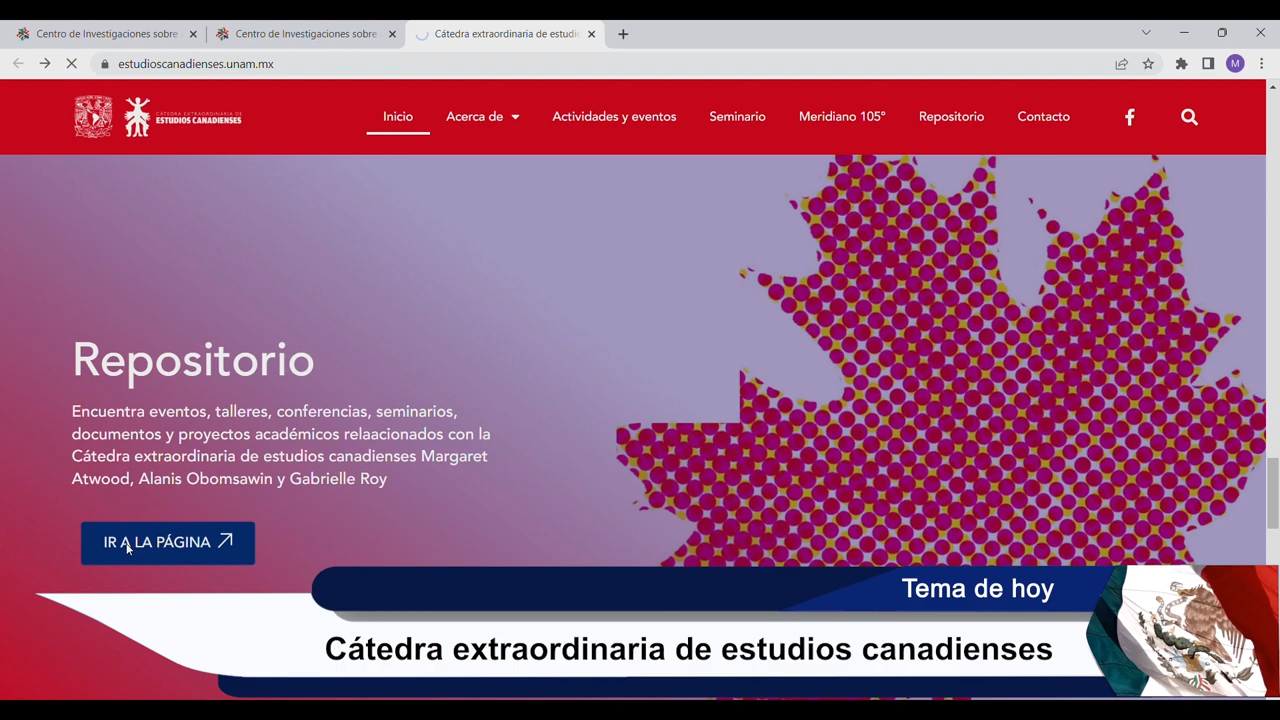 Centro de Investigaciones sobre
Centro de Investigaciones sobre
Cátedra extraordinaria de estudi
estudioscanadienses.unam.mx
M
CÁTEDRA EXTRAORDINARIA DE
ESTUDIOS CANADIENSES
Inicio
Acerca de
Actividades y eventos
Seminario
Meridiano 105°
Repositorio
Contacto
Repositorio
Encuentra eventos, talleres, conferencias, seminarios,
documentos y proyectos académicos relaacionados con la
Cátedra extraordinaria de estudios canadienses Margaret
Atwood, Alanis Obomsawin y Gabrielle Roy
IR A LA PÁGINA
Tema de hoy
Cátedra extraordinaria de estudios canadienses